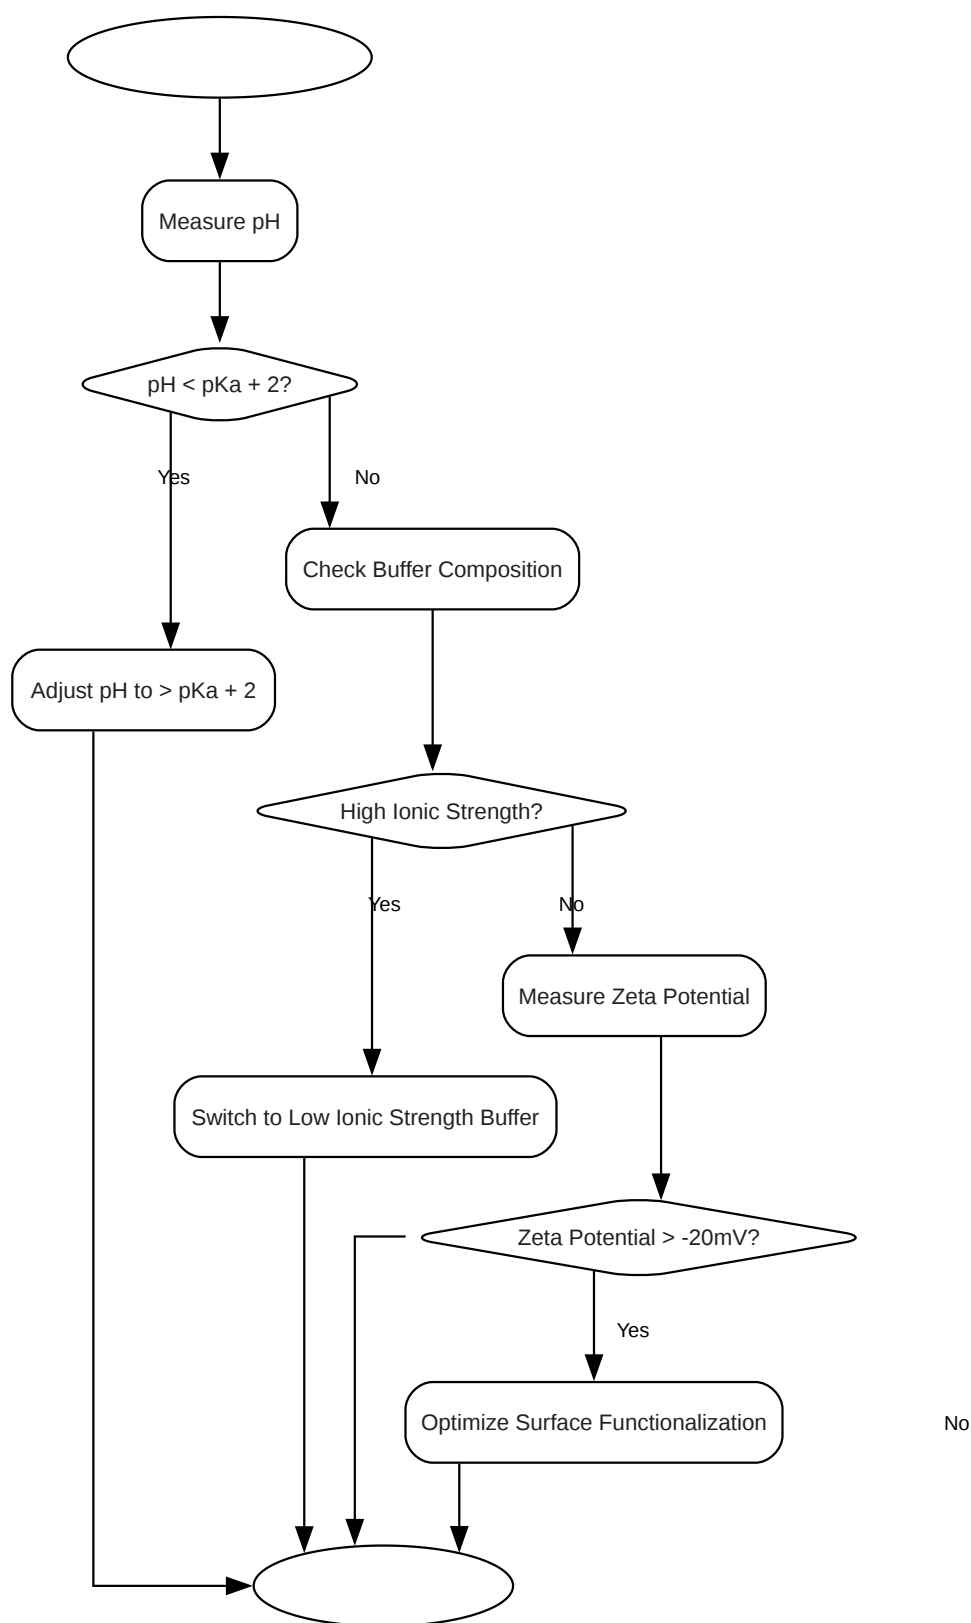 Measure pH
pH < pKa + 2?
Yes
No
Check Buffer Composition
Adjust pH to > pKa + 2
High Ionic Strength?
Yes
No
Measure Zeta Potential
Switch to Low Ionic Strength Buffer
Zeta Potential > -20mV?
Yes
Optimize Surface Functionalization
No